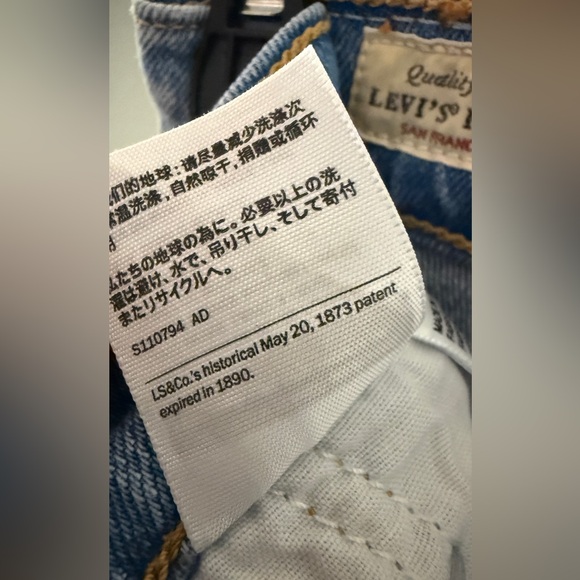 们的地球:请尽量减少洗涤次
常温洗涤,自然晾干,捐赠或循环
用
私たちの地球の為に。必要以上の洗
濯は避け、水で、吊り干し、そして寄付
またリサイクルへ。
S110794 AD
LS&Co.'s historical May 20, 1873 patent
expired in 1890.
Quality
LEVI'S®
SAN FRANC